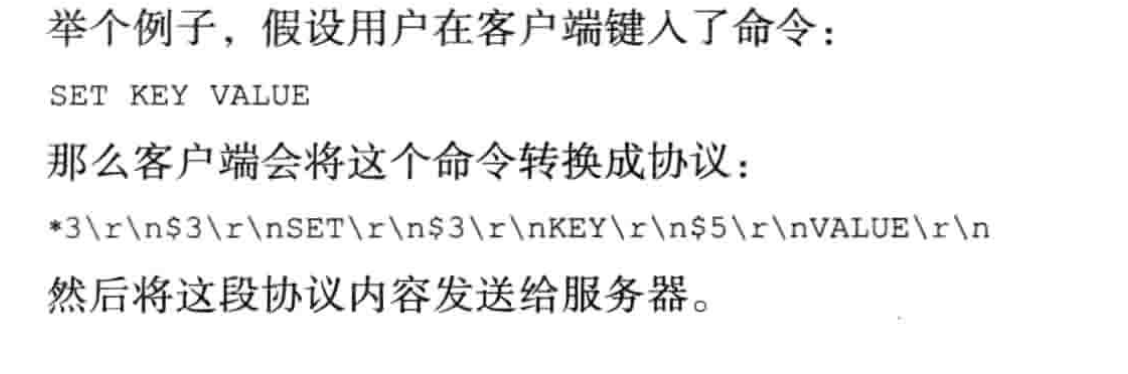 举个例子，假设用户在客户端键入了命令：
SET KEY VALUE
那么客户端会将这个命令转换成协议：
*3\r\n$3\r\nSET\r\n$3\r\nKEY\r\n$5\r\nVALUE\r\n
然后将这段协议内容发送给服务器。